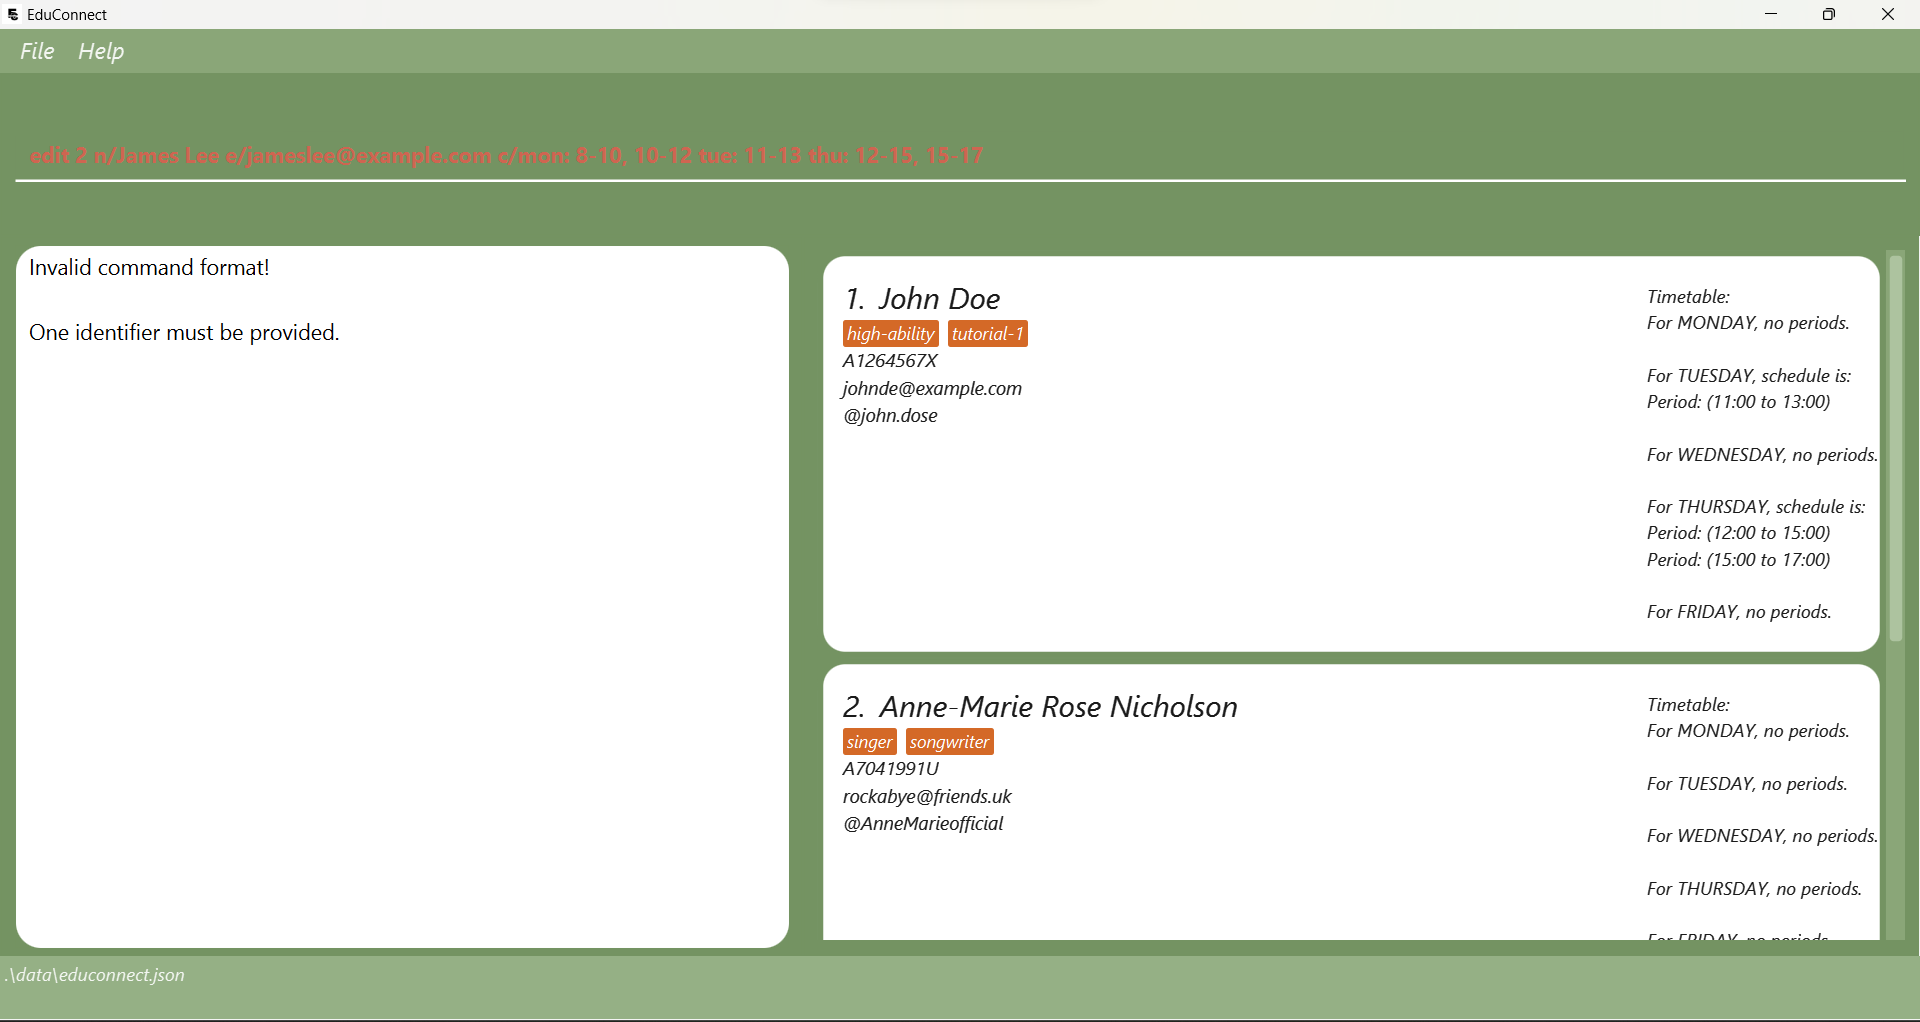 EduConnect
File Help
edit 2 n/James Lee e/jameslee@example.com c/mon: 8-10, 10-12 tue: 11-13 thu: 12-15, 15-17
Invalid command format!
One identifier must be provided.
1. John Doe
high-ability tutorial-1
A1264567X
johnde@example.com
@john.dose
Timetable:
For MONDAY, no periods.
For TUESDAY, schedule is:
Period: (11:00 to 13:00)
For WEDNESDAY, no periods.
For THURSDAY, schedule is:
Period: (12:00 to 15:00)
Period: (15:00 to 17:00)
For FRIDAY, no periods.
2. Anne-Marie Rose Nicholson
singer songwriter
A7041991U
rockabye@friends.uk
@AnneMarieofficial
Timetable:
For MONDAY, no periods.
For TUESDAY, no periods.
For WEDNESDAY, no periods.
For THURSDAY, no periods.
For FRIDAY, no periods.
.\data\educonnect.json